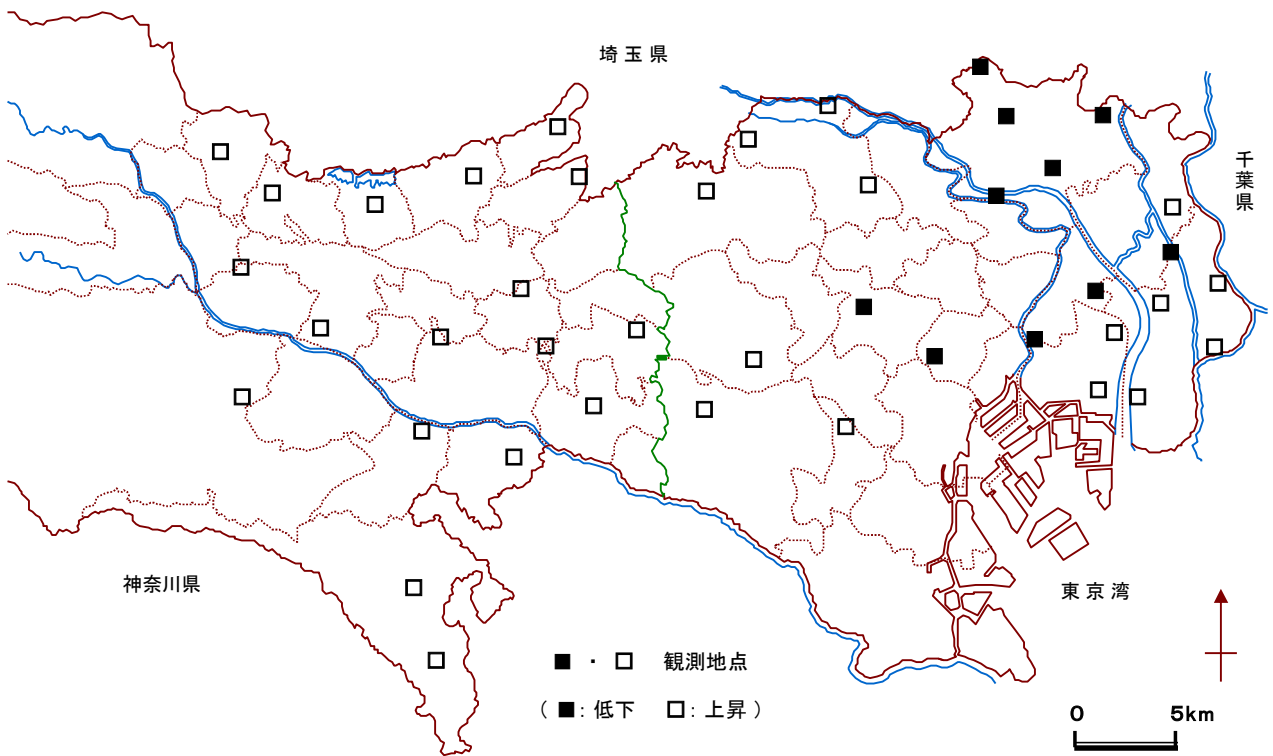 埼玉県
千葉県
神奈川県
東京湾
■ ・ □ 観測地点
( ■: 低下 □: 上昇 )
0 5km